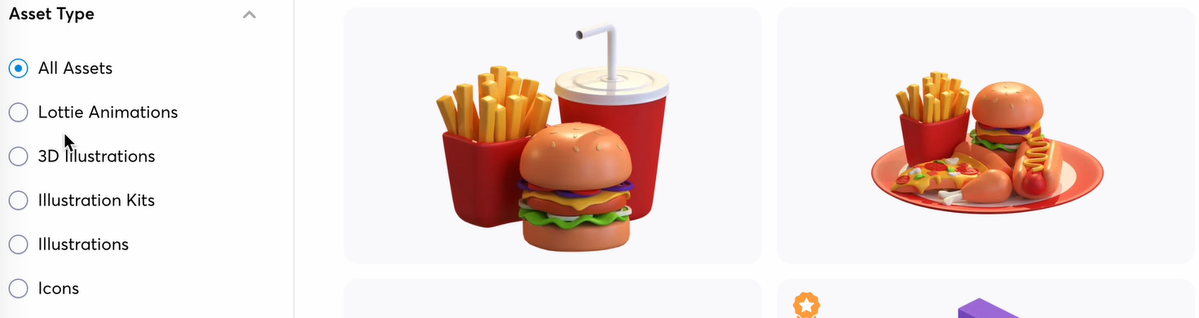 Asset Type
All Assets
Lottie Animations
3D Illustrations
Illustration Kits
Illustrations
Icons